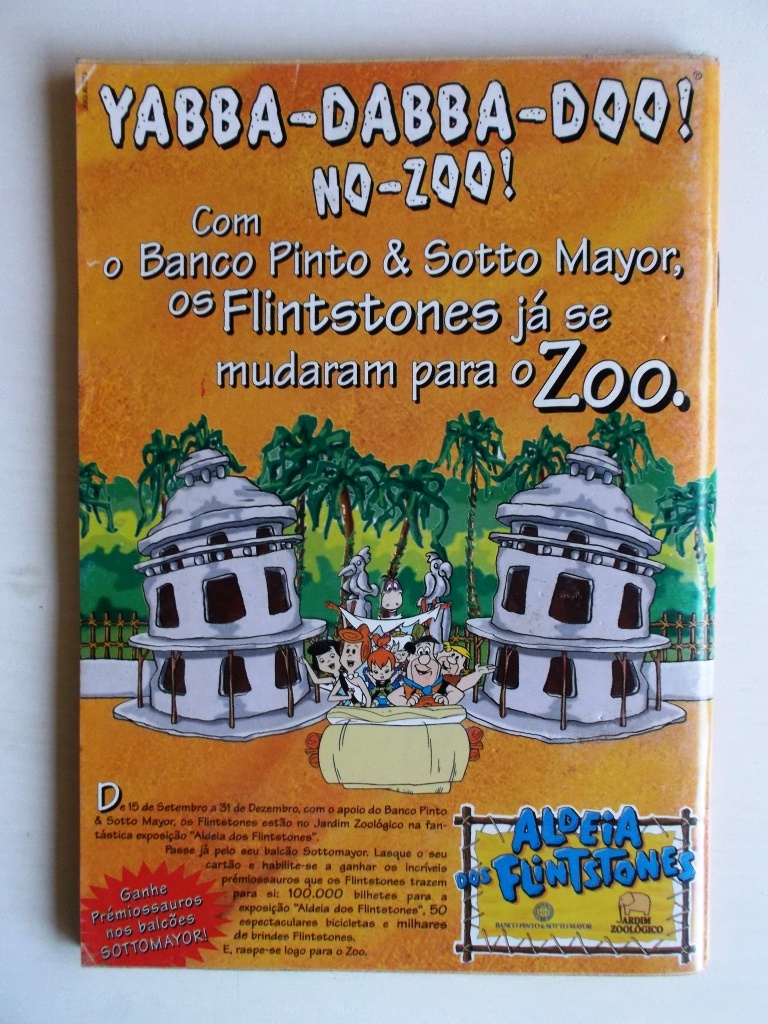 YABBA-DABBA-DOO!®
NO-ZOO!
Com
o Banco Pinto & Sotto Mayor,
os Flintstones já se
mudaram para o Zoo.
De 15 de Setembro a 31 de Dezembro, com o apoio do Banco Pinto
& Sotto Mayor, os Flintstones estão no Jardim Zoológico na fan-
tástica exposição "Aldeia dos Flintstones".
Passe já pelo seu balcão Sottomayor. Lasque o seu
cartão e habilite-se a ganhar os incríveis
prémiossauros que os Flintstones trazem
para si: 100.000 bilhetes para a
exposição "Aldeia dos Flintstones", 50
espectaculares bicicletas e milhares
de brindes Flintstones.
E, raspe-se logo para o Zoo.
Ganhe
Prémiossauros
nos balcões
SOTTOMAYOR!
ALDEIA
DOS FLINTSTONES
BANCO PINTO & SOTTO MAYOR
JARDIM
ZOOLÓGICO